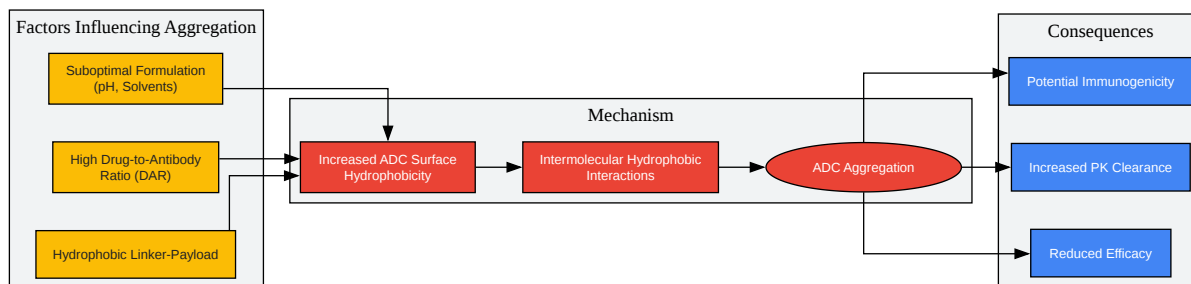 Factors Influencing Aggregation
Suboptimal Formulation
(pH, Solvents)
High Drug-to-Antibody
Ratio (DAR)
Hydrophobic Linker-Payload
Mechanism
Increased ADC Surface
Hydrophobicity
Intermolecular Hydrophobic
Interactions
ADC Aggregation
Consequences
Potential Immunogenicity
Increased PK Clearance
Reduced Efficacy